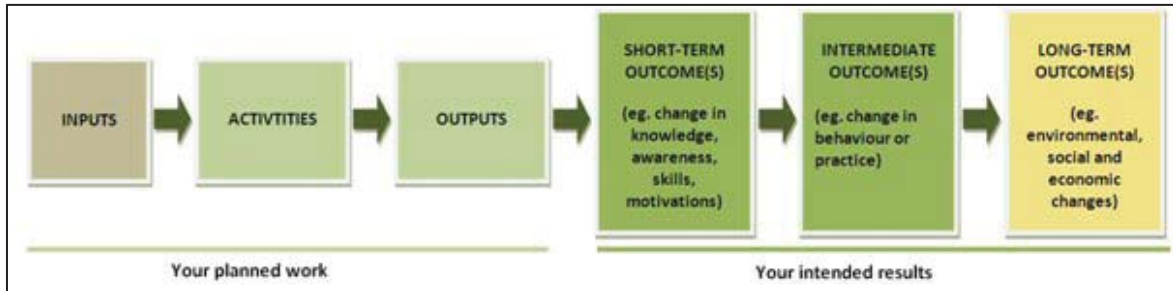 INPUTS
ACTIVTITIES
OUTPUTS
SHORT-TERM
OUTCOME(S)
(eg. change in
knowledge,
awareness,
skills,
motivations)
INTERMEDIATE
OUTCOME(S)
(eg. change in
behaviour or
practice)
LONG-TERM
OUTCOME(S)
(eg.
environmental,
social and
economic
changes)
Your planned work
Your intended results